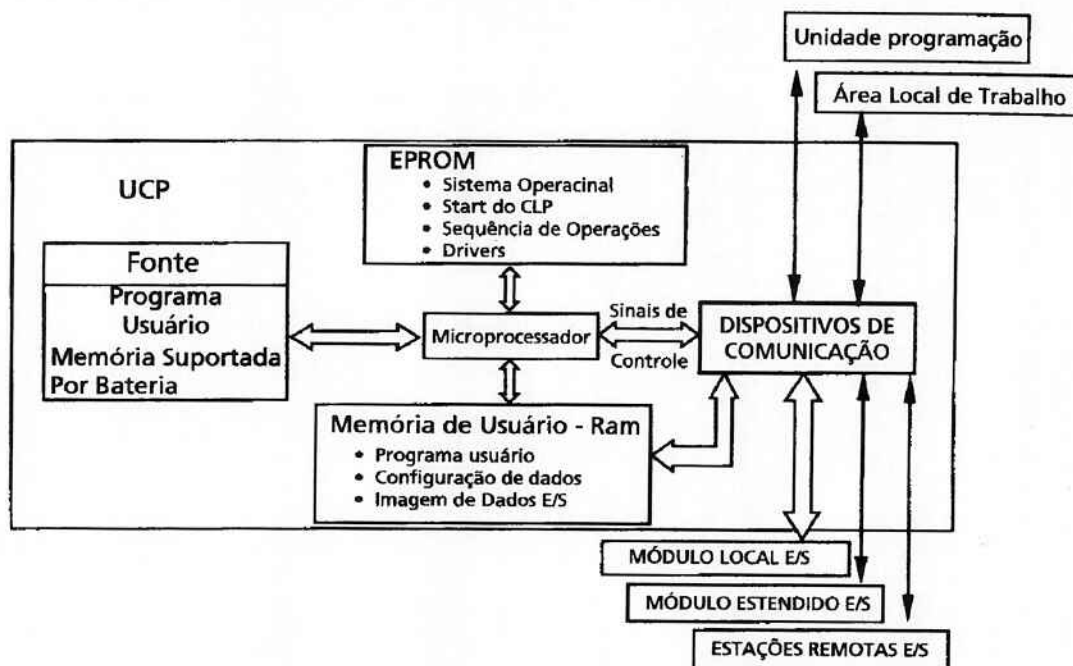 Unidade programação
Área Local de Trabalho
UCP
EPROM
• Sistema Operacinal
• Start do CLP
• Sequência de Operações
• Drivers
Fonte
Programa
Usuário
Memória Suportada
Por Bateria
Microprocessador
Sinais de
Controle
DISPOSITIVOS DE
COMUNICAÇÃO
Memória de Usuário - Ram
• Programa usuário
• Configuração de dados
• Imagem de Dados E/S
MÓDULO LOCAL E/S
MÓDULO ESTENDIDO E/S
ESTAÇÕES REMOTAS E/S